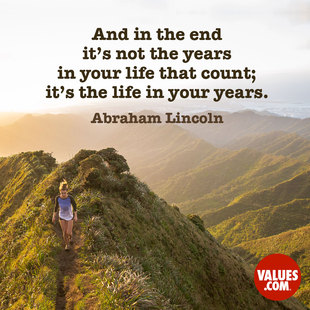 And in the end
it's not the years
in your life that count;
it's the life in your years.
Abraham Lincoln
VALUES
.COM®